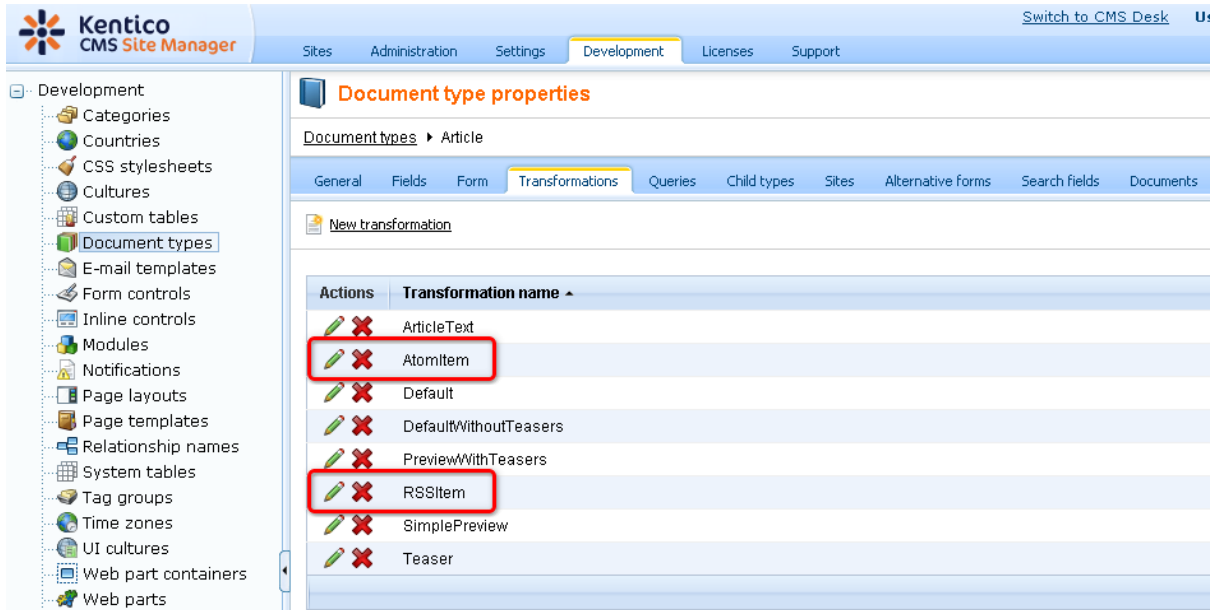 Kentico
CMS Site Manager
Switch to CMS Desk
Sites Administration Settings Development Licenses Support
Development
Categories
Countries
CSS stylesheets
Cultures
Custom tables
Document types
E-mail templates
Form controls
Inline controls
Modules
Notifications
Page layouts
Page templates
Relationship names
System tables
Tag groups
Time zones
UI cultures
Web part containers
Web parts
Document type properties
Document types Article
General Fields Form Transformations Queries Child types Sites Alternative forms Search fields Documents
New transformation
Actions Transformation name
ArticleText
AtomItem
Default
DefaultWithoutTeasers
PreviewWithTeasers
RSSItem
SimplePreview
Teaser